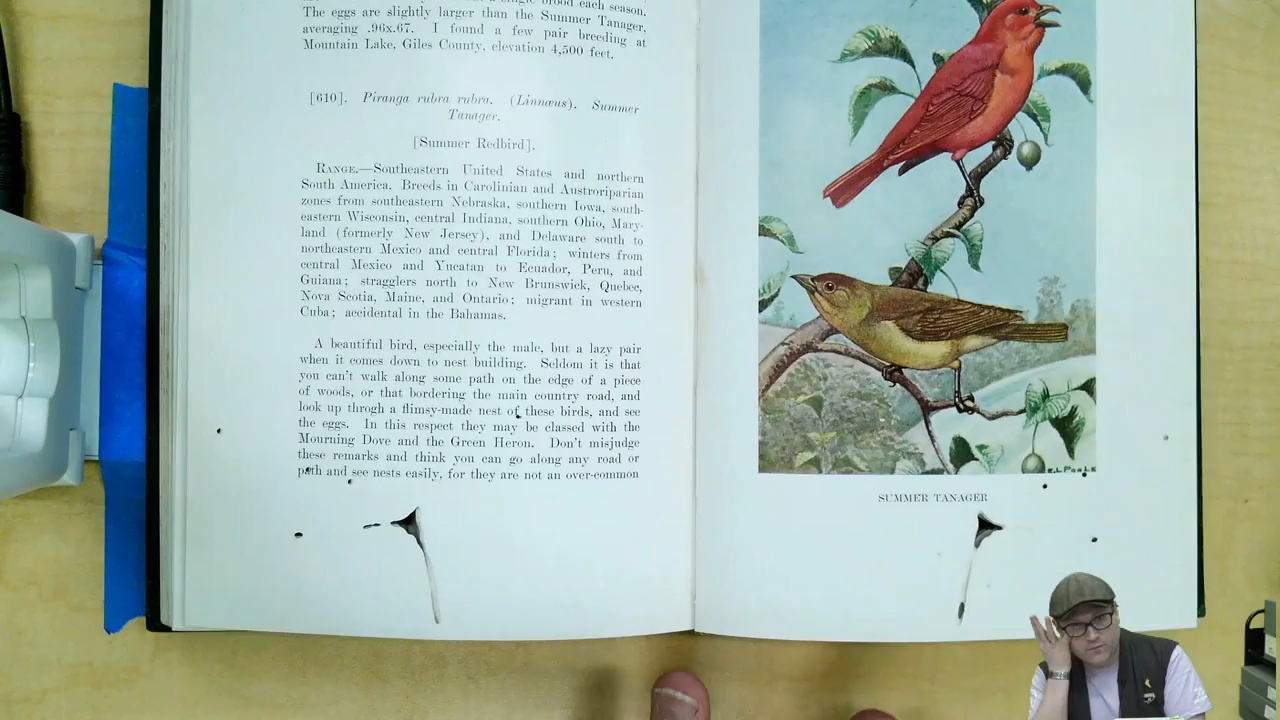 single brood each season.
The eggs are slightly larger than the Summer Tanager,
averaging .96x.67. I found a few pair breeding at
Mountain Lake, Giles County, elevation 4,500 feet.
[610]. Piranga rubra rubra. (Linnæus). Summer
Tanager.
[Summer Redbird].
RANGE.—Southeastern United States and northern
South America. Breeds in Carolinian and Austroriparian
zones from southeastern Nebraska, southern Iowa, south-
eastern Wisconsin, central Indiana, southern Ohio, Mary-
land (formerly New Jersey), and Delaware south to
northeastern Mexico and central Florida; winters from
central Mexico and Yucatan to Ecuador, Peru, and
Guiana; stragglers north to New Brunswick, Quebec,
Nova Scotia, Maine, and Ontario; migrant in western
Cuba; accidental in the Bahamas.
A beautiful bird, especially the male, but a lazy pair
when it comes down to nest building. Seldom it is that
you can't walk along some path on the edge of a piece
of woods, or that bordering the main country road, and
look up throgh a flimsy-made nest of these birds, and see
the eggs. In this respect they may be classed with the
Mourning Dove and the Green Heron. Don't misjudge
these remarks and think you can go along any road or
path and see nests easily, for they are not an over-common
E.L.POOLE
SUMMER TANAGER